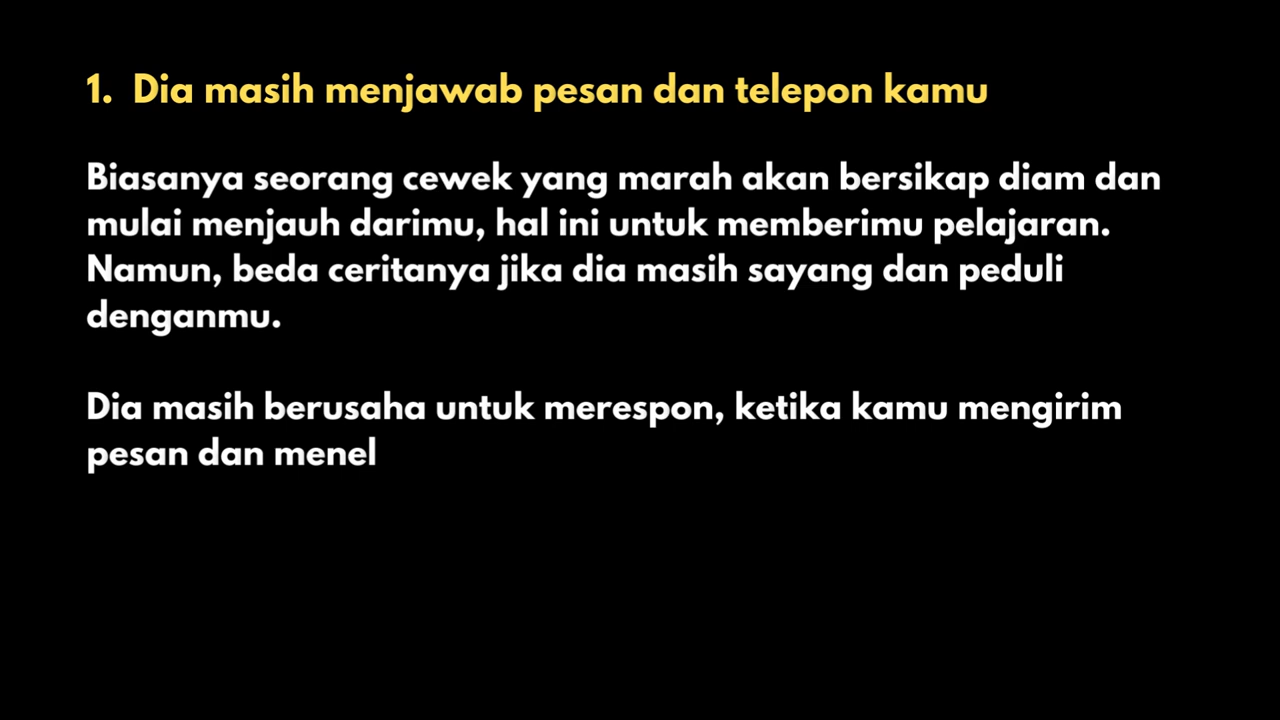 1. Dia masih menjawab pesan dan telepon kamu
Biasanya seorang cewek yang marah akan bersikap diam dan
mulai menjauh darimu, hal ini untuk memberimu pelajaran.
Namun, beda ceritanya jika dia masih sayang dan peduli
denganmu.
Dia masih berusaha untuk merespon, ketika kamu mengirim
pesan dan menel